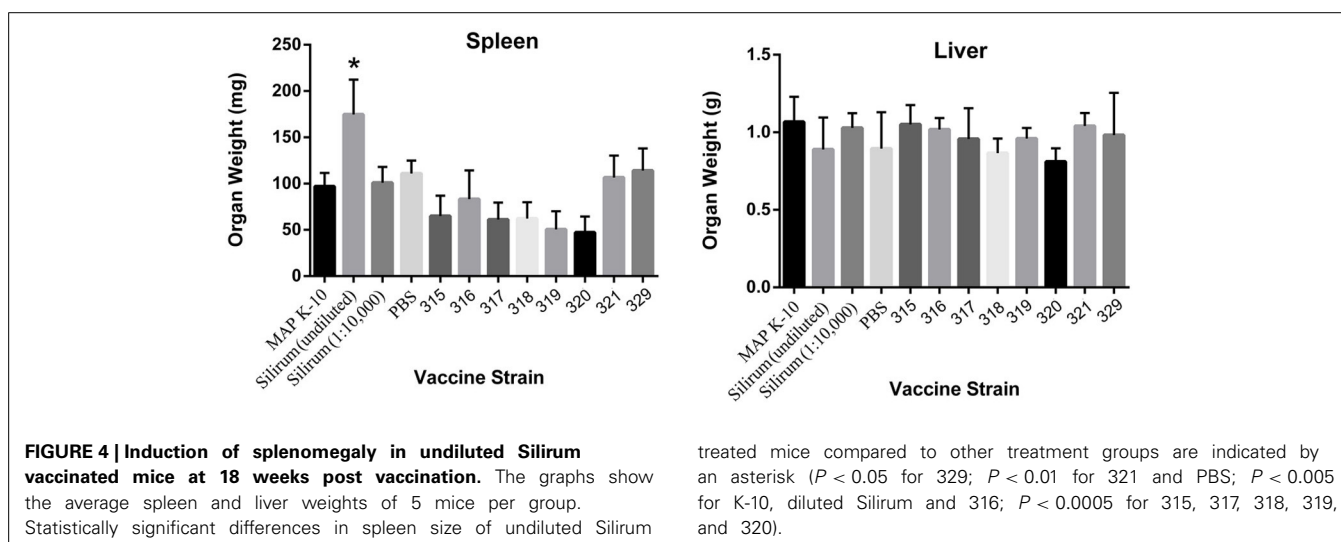 Spleen
*
250
200
150
100
50
0
Organ Weight (mg)
MAP K-10
Silirum (undiluted)
Silirum (1:10,000)
PBS
315
316
317
318
319
320
321
329
Vaccine Strain
Liver
1.5
1.0
0.5
0.0
Organ Weight (g)
MAP K-10
Silirum (undiluted)
Silirum (1:10,000)
PBS
315
316
317
318
319
320
321
329
Vaccine Strain
FIGURE 4 | Induction of splenomegaly in undiluted Silirum
vaccinated mice at 18 weeks post vaccination. The graphs show
the average spleen and liver weights of 5 mice per group.
Statistically significant differences in spleen size of undiluted Silirum
treated mice compared to other treatment groups are indicated by
an asterisk (P < 0.05 for 329; P < 0.01 for 321 and PBS; P < 0.005
for K-10, diluted Silirum and 316; P < 0.0005 for 315, 317, 318, 319,
and 320).